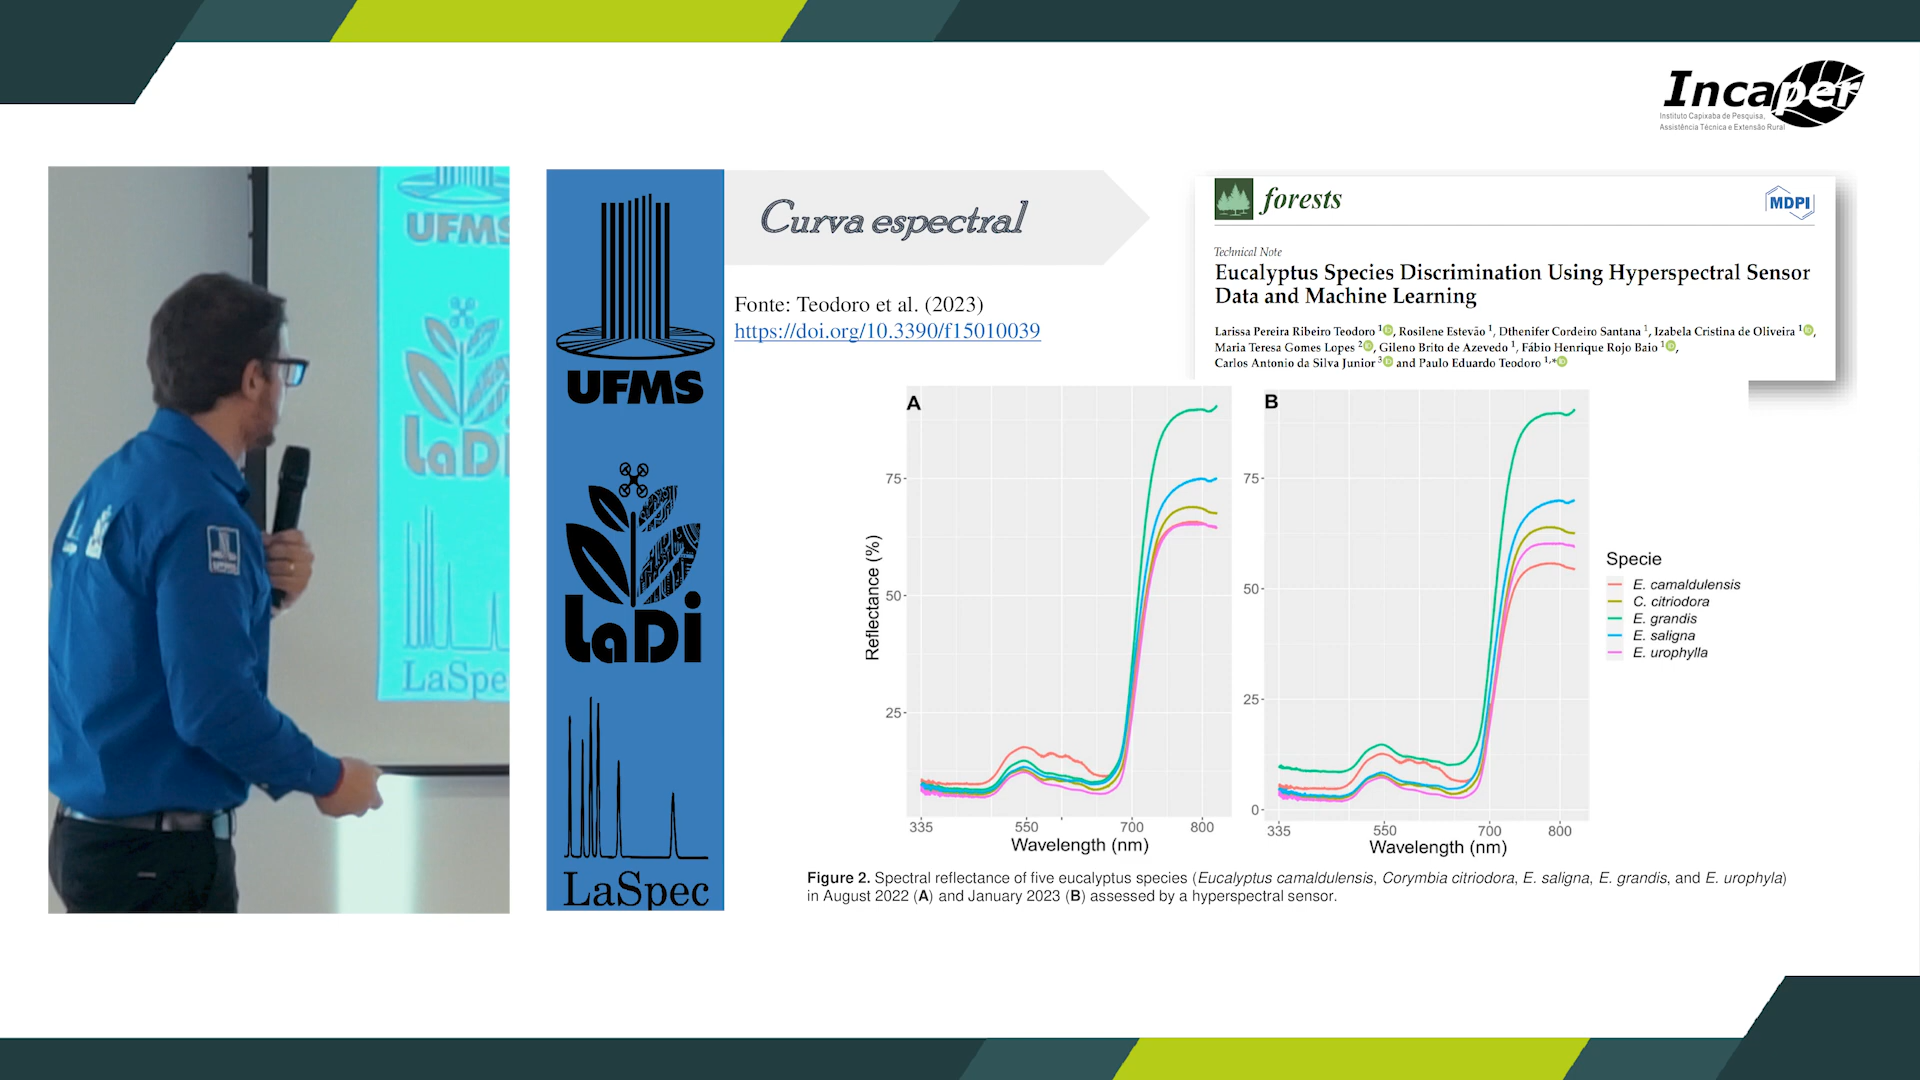 Incaper
Instituto Capixaba de Pesquisa,
Assistência Técnica e Extensão Rural
UFMS
LaDi
LaSpe
UFMS
UFMS
LaDi
LaSpec
Curva espectral
Fonte: Teodoro et al. (2023)
https://doi.org/10.3390/f15010039
forests
MDPI
Technical Note
Eucalyptus Species Discrimination Using Hyperspectral Sensor
Data and Machine Learning
Larissa Pereira Ribeiro Teodoro 1, Rosilene Estevão 1, Dthenifer Cordeiro Santana 1, Izabela Cristina de Oliveira 1,
Maria Teresa Gomes Lopes 2, Gileno Brito de Azevedo 1, Fábio Henrique Rojo Baio 1,
Carlos Antonio da Silva Junior 3 and Paulo Eduardo Teodoro 1,*
A
Reflectance (%)
75
50
25
335 550 700 800
Wavelength (nm)
B
75
50
25
0
335 550 700 800
Wavelength (nm)
Specie
E. camaldulensis
C. citriodora
E. grandis
E. saligna
E. urophylla
Figure 2. Spectral reflectance of five eucalyptus species (Eucalyptus camaldulensis, Corymbia citriodora, E. saligna, E. grandis, and E. urophyla)
in August 2022 (A) and January 2023 (B) assessed by a hyperspectral sensor.